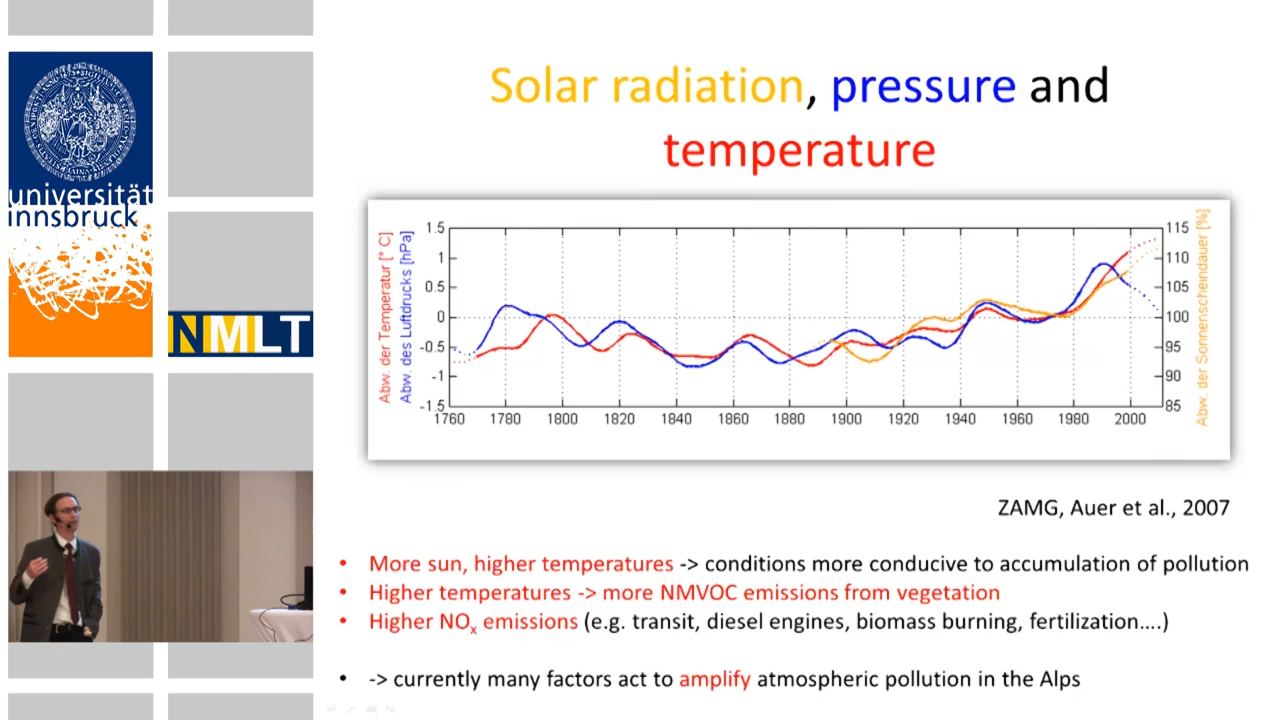 universität
innsbruck
NMLT
Solar radiation, pressure and
temperature
Abw. der Temperatur [° C]
Abw. des Luftdrucks [hPa]
1.5
1
0.5
0
-0.5
-1
-1.5
1760 1780 1800 1820 1840 1860 1880 1900 1920 1940 1960 1980 2000
115
110
105
100
95
90
85
Abw. der Sonnenscheindauer [%]
ZAMG, Auer et al., 2007
• More sun, higher temperatures -> conditions more conducive to accumulation of pollution
• Higher temperatures -> more NMVOC emissions from vegetation
• Higher NOx emissions (e.g. transit, diesel engines, biomass burning, fertilization....)
• -> currently many factors act to amplify atmospheric pollution in the Alps